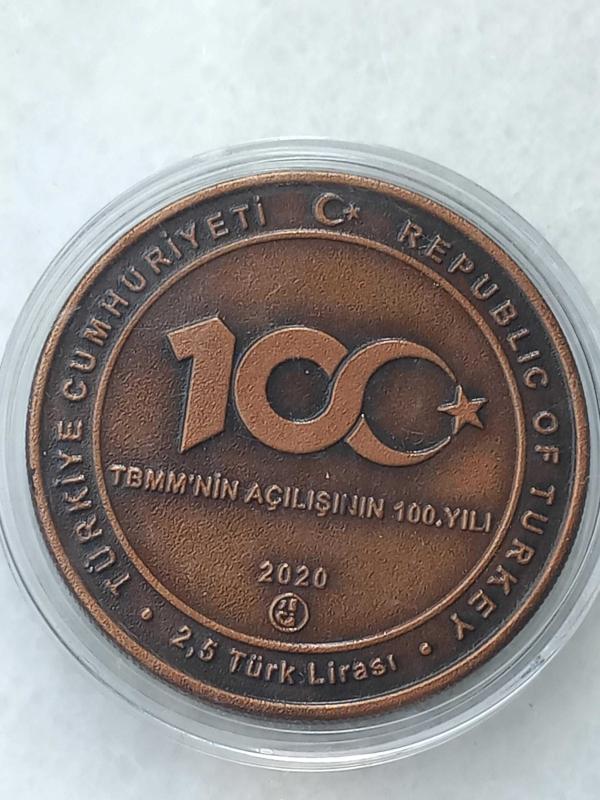 TÜRKİYE CUMHURİYETİ
REPUBLIC OF TURKEY
100
TBMM'NİN AÇILIŞININ 100.YILI
2020
2,5 Türk Lirası